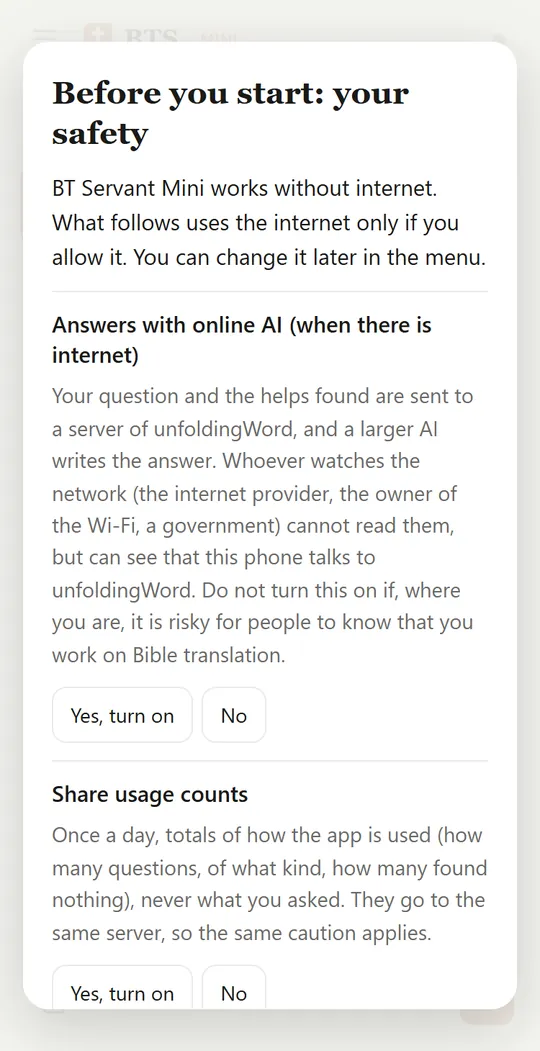 BTS MINI
Before you start: your
safety
BT Servant Mini works without internet.
What follows uses the internet only if you
allow it. You can change it later in the menu.
Answers with online AI (when there is
internet)
Your question and the helps found are sent to
a server of unfoldingWord, and a larger AI
writes the answer. Whoever watches the
network (the internet provider, the owner of
the Wi-Fi, a government) cannot read them,
but can see that this phone talks to
unfoldingWord. Do not turn this on if, where
you are, it is risky for people to know that you
work on Bible translation.
Yes, turn on No
Share usage counts
Once a day, totals of how the app is used (how
many questions, of what kind, how many found
nothing), never what you asked. They go to the
same server, so the same caution applies.
Yes, turn on No